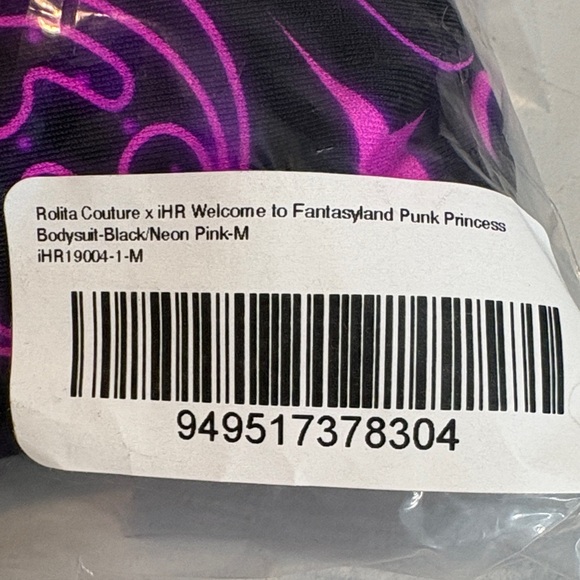 Rolita Couture x iHR Welcome to Fantasyland Punk Princess
Bodysuit-Black/Neon Pink-M
iHR19004-1-M
949517378304